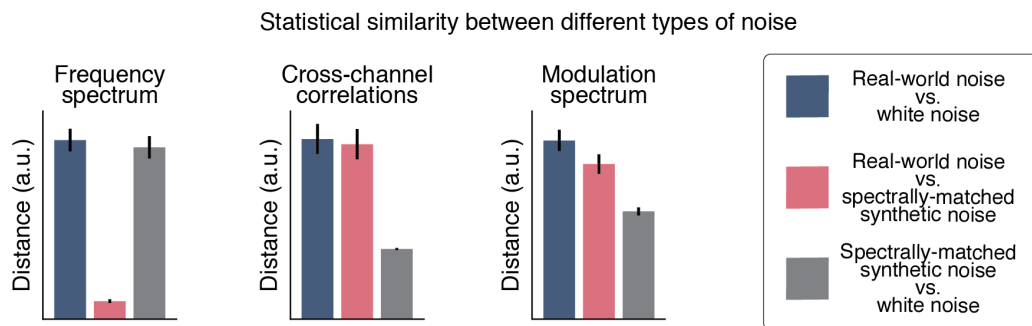 Statistical similarity between different types of noise
Frequency
spectrum
Distance (a.u.)
Cross-channel
correlations
Distance (a.u.)
Modulation
spectrum
Distance (a.u.)
Real-world noise
vs.
white noise
Real-world noise
vs.
spectrally-matched
synthetic noise
Spectrally-matched
synthetic noise
vs.
white noise